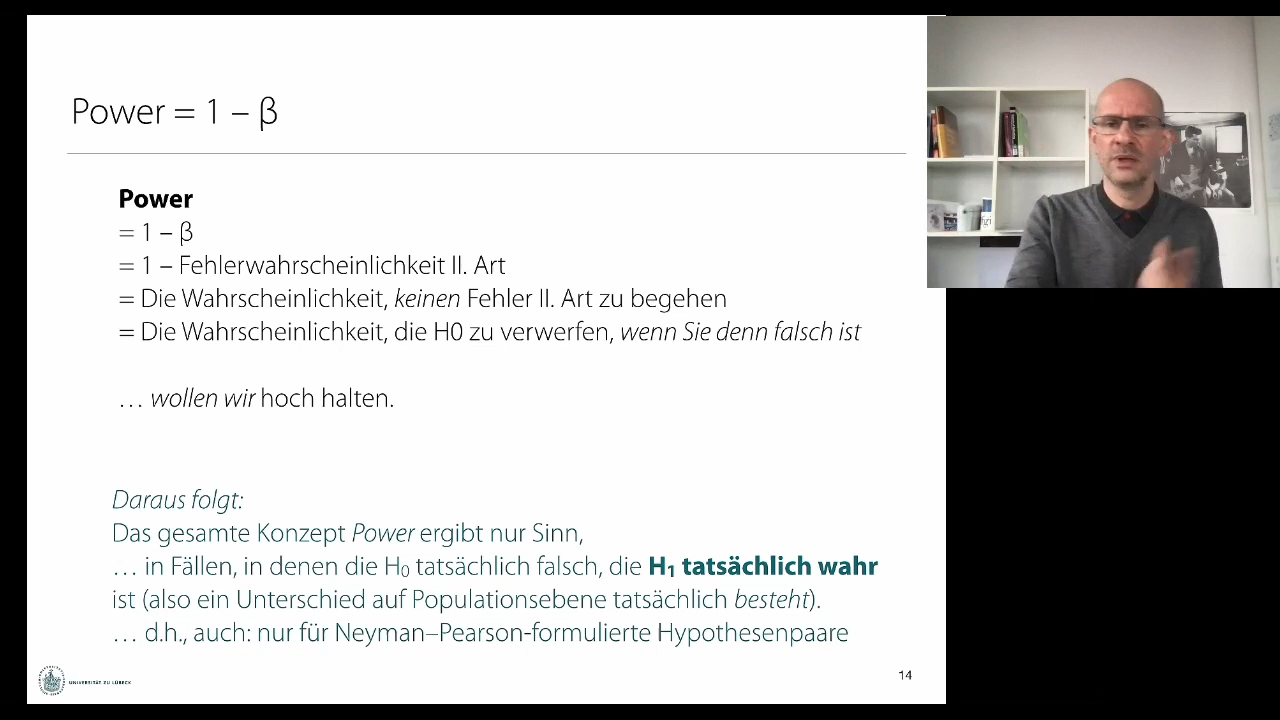 Power = 1 – β
Power
= 1 – β
= 1 – Fehlerwahrscheinlichkeit II. Art
= Die Wahrscheinlichkeit, keinen Fehler II. Art zu begehen
= Die Wahrscheinlichkeit, die H0 zu verwerfen, wenn Sie denn falsch ist
… wollen wir hoch halten.
Daraus folgt:
Das gesamte Konzept Power ergibt nur Sinn,
… in Fällen, in denen die H₀ tatsächlich falsch, die H₁ tatsächlich wahr
ist (also ein Unterschied auf Populationsebene tatsächlich besteht).
… d.h., auch: nur für Neyman–Pearson-formulierte Hypothesenpaare
UNIVERSITÄT ZU LÜBECK
14